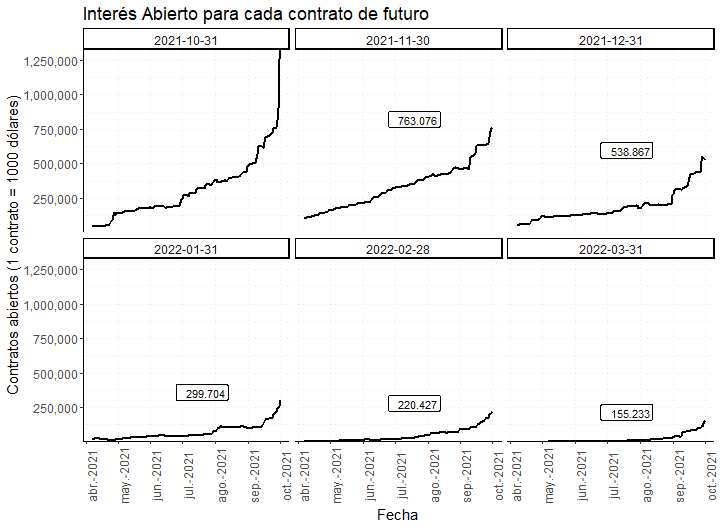 Interés Abierto para cada contrato de futuro
Contratos abiertos (1 contrato = 1000 dólares)
2021-10-31
2021-11-30
2021-12-31
1,250,000
1,000,000
750,000
500,000
250,000
763.076
538.867
2022-01-31
2022-02-28
2022-03-31
1,250,000
1,000,000
750,000
500,000
250,000
299.704
220.427
155.233
abr.-2021
may.-2021
jun.-2021
jul.-2021
ago.-2021
sep.-2021
oct.-2021
abr.-2021
may.-2021
jun.-2021
jul.-2021
ago.-2021
sep.-2021
oct.-2021
abr.-2021
may.-2021
jun.-2021
jul.-2021
ago.-2021
sep.-2021
oct.-2021
Fecha